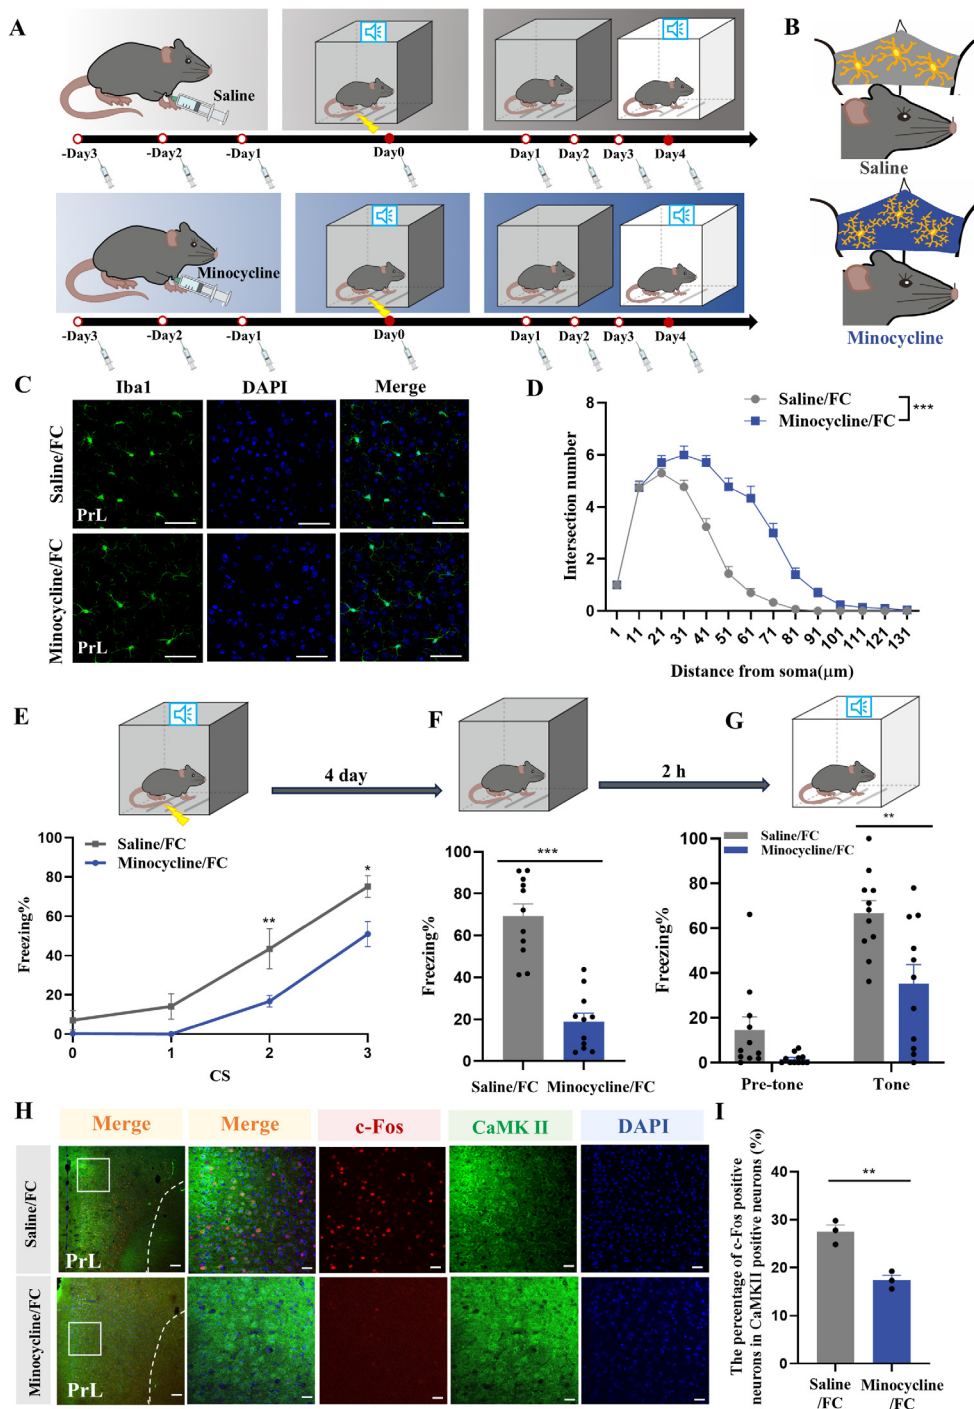 A
Saline
-Day3 -Day2 -Day1 Day0 Day1 Day2 Day3 Day4
Minocycline
-Day3 -Day2 -Day1 Day0 Day1 Day2 Day3 Day4
B
Saline
Minocycline
C
Iba1 DAPI Merge
Saline/FC
PrL
Minocycline/FC
PrL
D
Saline/FC
Minocycline/FC
***
Intersection number
8
6
4
2
0
1 11 21 31 41 51 61 71 81 91 101 111 121 131
Distance from soma(μm)
E
4 day
F
2 h
G
Saline/FC
Minocycline/FC
Freezing%
100
80
60
40
20
0
** *
0 1 2 3
CS
Freezing%
100
80
60
40
20
0
***
Saline/FC Minocycline/FC
Saline/FC
Minocycline/FC
**
Freezing%
100
80
60
40
20
0
Pre-tone Tone
H
Merge Merge c-Fos CaMK II DAPI
Saline/FC
PrL
Minocycline/FC
PrL
I
The percentage of c-Fos positive
neurons in CaMKII positive neurons (%)
40
30
20
10
0
**
Saline
/FC
Minocycline
/FC